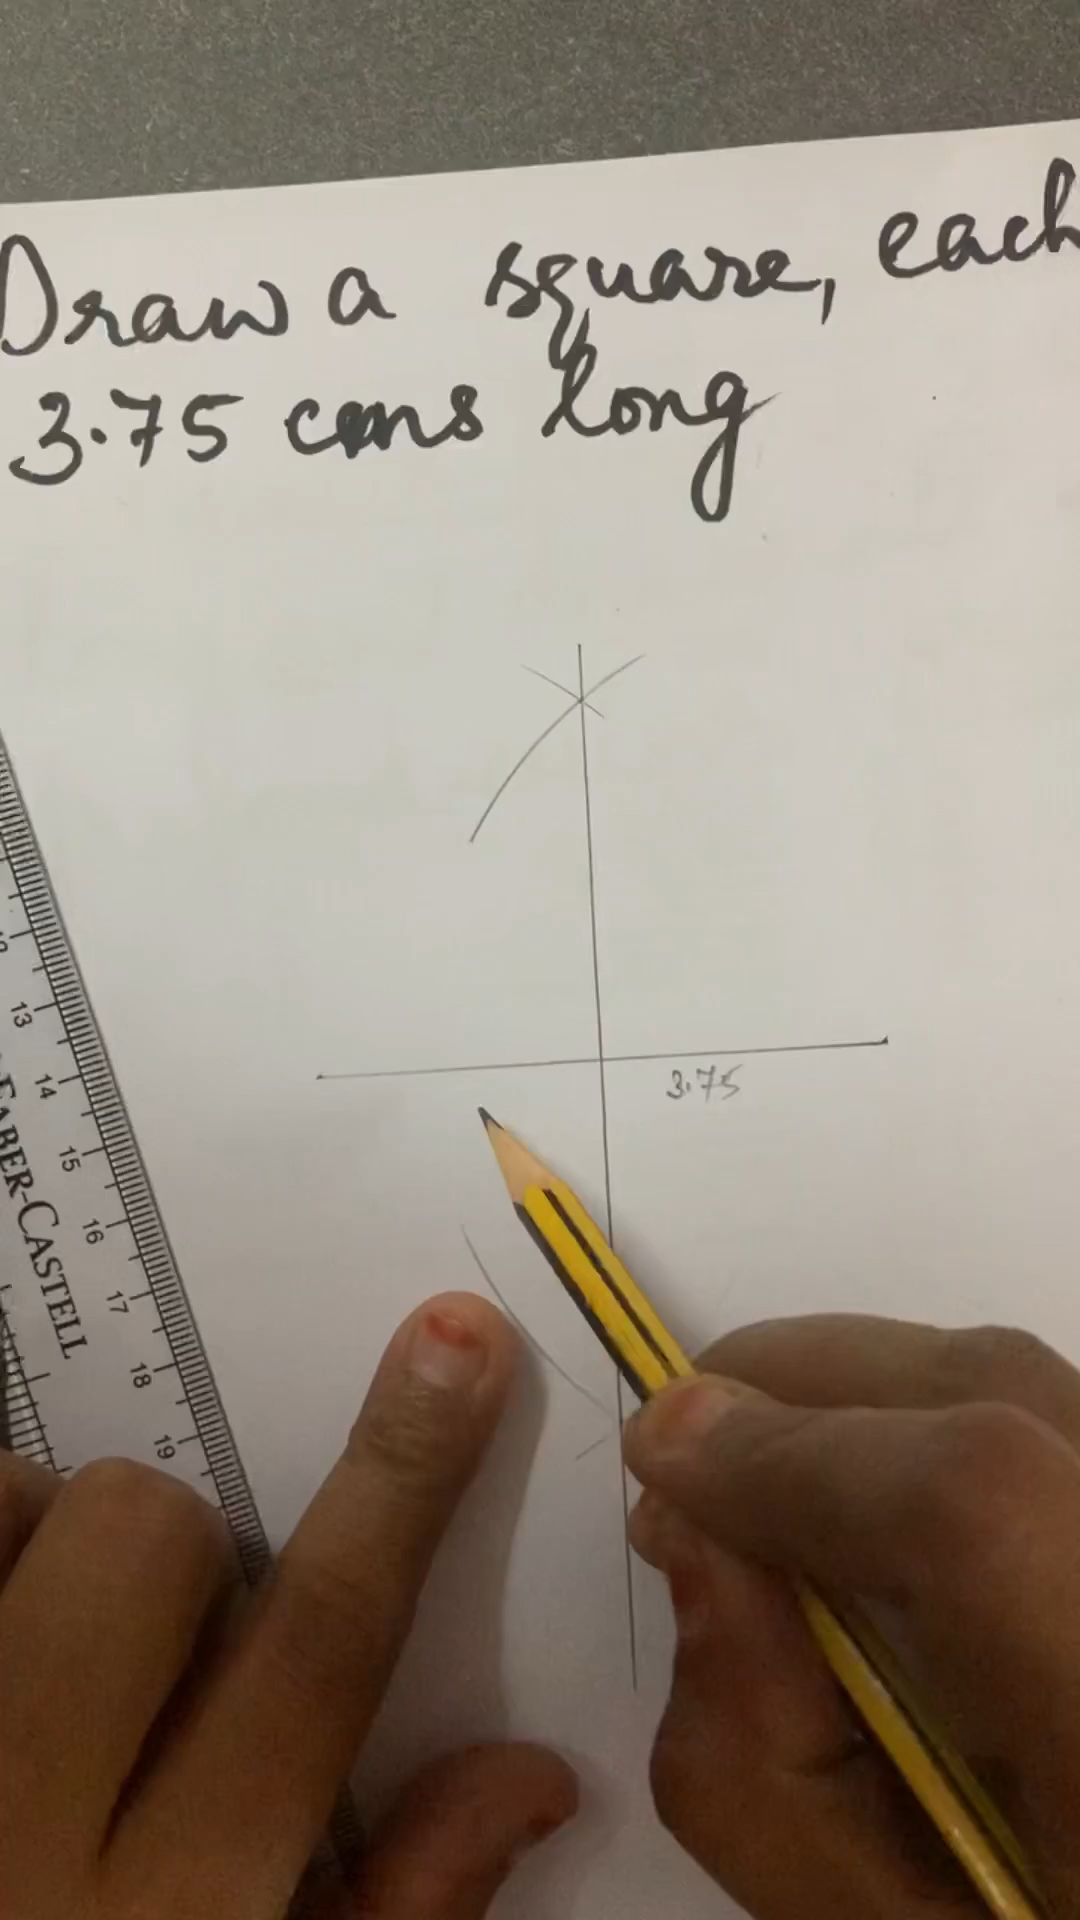 Draw a square, each
3.75 cms long
3.75
13
14
15
16
17
18
19
FABER-CASTELL